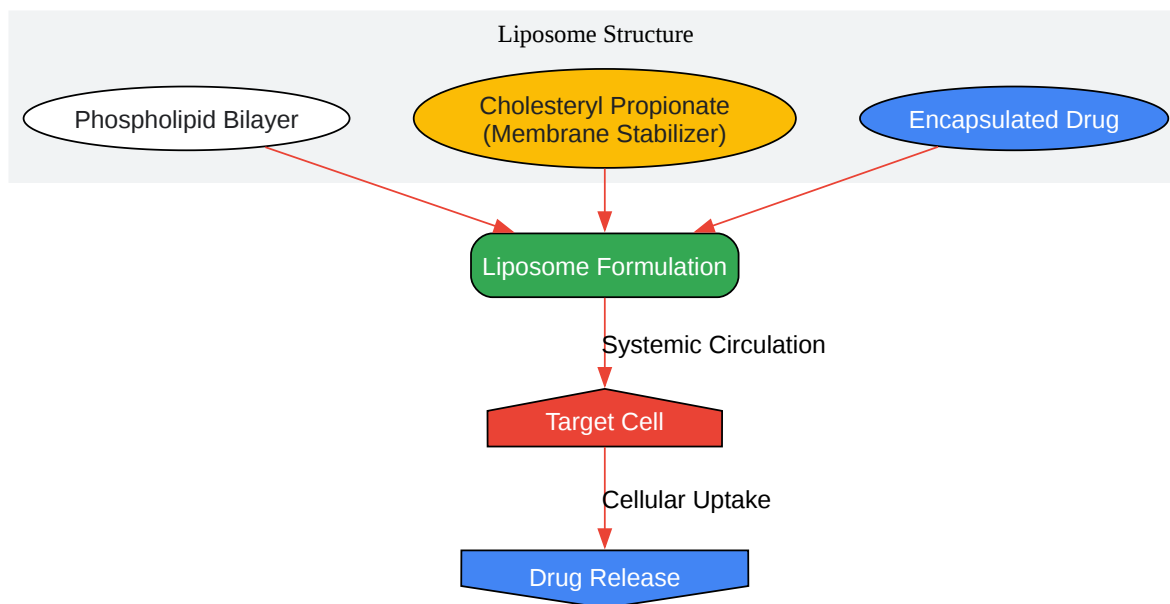 Liposome Structure
Phospholipid Bilayer
Cholesteryl Propionate
(Membrane Stabilizer)
Encapsulated Drug
Liposome Formulation
Systemic Circulation
Target Cell
Cellular Uptake
Drug Release